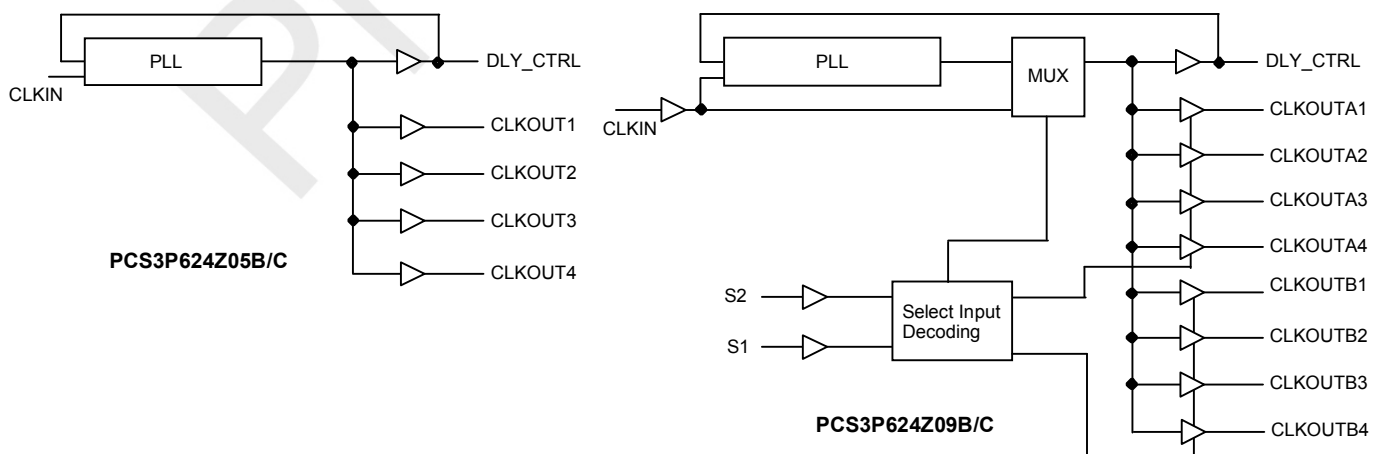 PLL
DLY_CTRL
CLKIN
CLKOUT1
CLKOUT2
CLKOUT3
CLKOUT4
PCS3P624Z05B/C
PLL
MUX
DLY_CTRL
CLKIN
CLKOUTA1
CLKOUTA2
CLKOUTA3
CLKOUTA4
CLKOUTB1
CLKOUTB2
CLKOUTB3
CLKOUTB4
S2
S1
Select Input
Decoding
PCS3P624Z09B/C